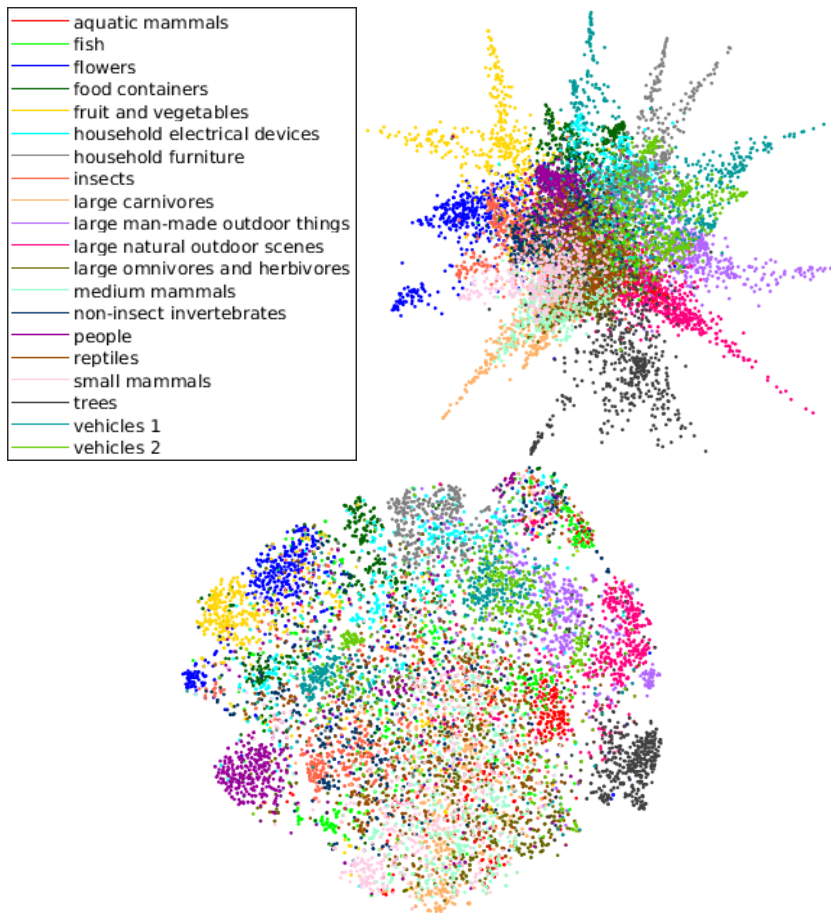 aquatic mammals
fish
flowers
food containers
fruit and vegetables
household electrical devices
household furniture
insects
large carnivores
large man-made outdoor things
large natural outdoor scenes
large omnivores and herbivores
medium mammals
non-insect invertebrates
people
reptiles
small mammals
trees
vehicles 1
vehicles 2